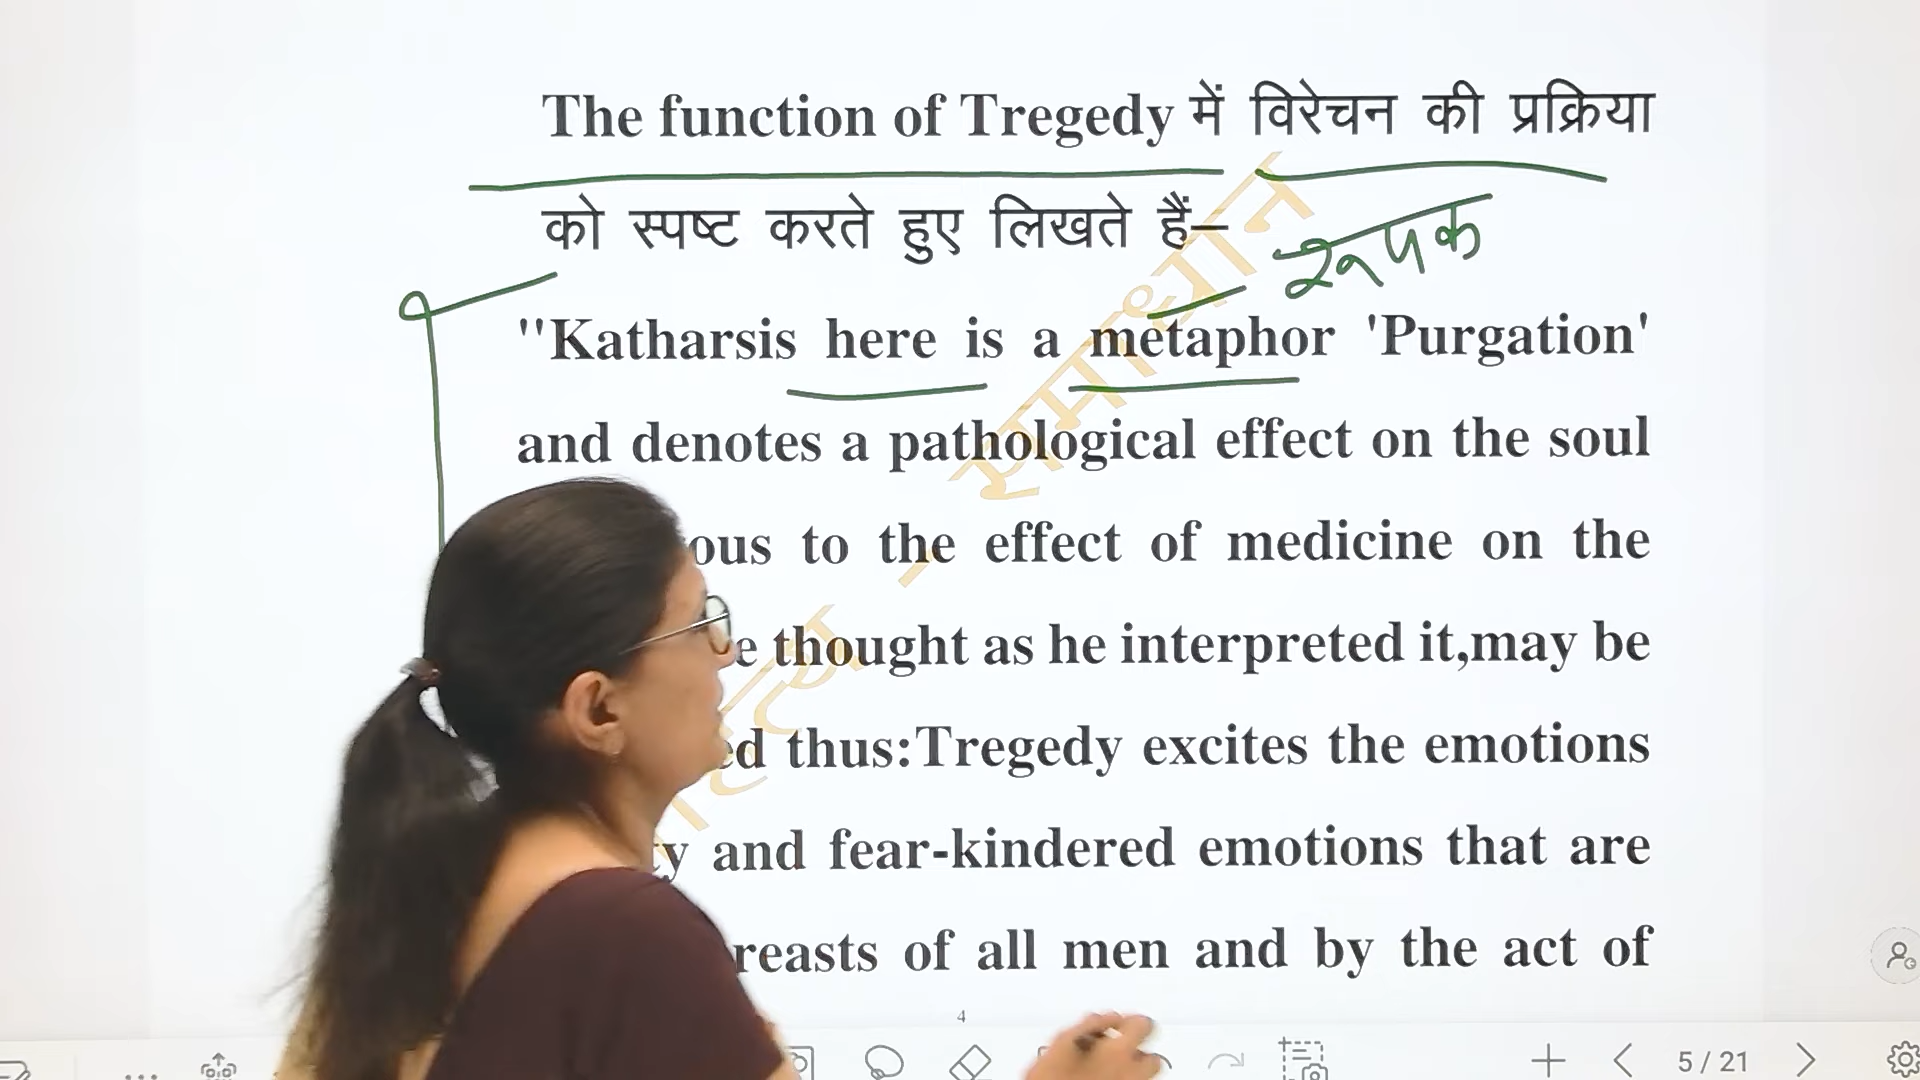 The function of Tregedy में विरेचन की प्रक्रिया
को स्पष्ट करते हुए लिखते हैं–
रूपक
"Katharsis here is a metaphor 'Purgation'
and denotes a pathological effect on the soul
ous to the effect of medicine on the
e thought as he interpreted it,may be
ed thus:Tregedy excites the emotions
ty and fear-kindered emotions that are
reasts of all men and by the act of
4
5 / 21